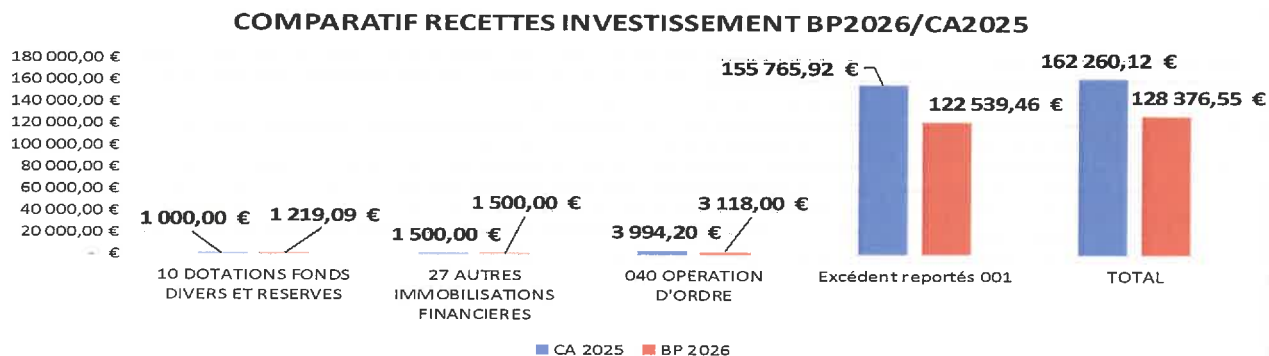 COMPARATIF RECETTES INVESTISSEMENT BP2026/CA2025
180 000,00 €
160 000,00 €
140 000,00 €
120 000,00 €
100 000,00 €
80 000,00 €
60 000,00 €
40 000,00 €
20 000,00 €
- €
1 000,00 €
1 219,09 €
1 500,00 €
1 500,00 €
3 994,20 €
3 118,00 €
155 765,92 €
122 539,46 €
162 260,12 €
128 376,55 €
10 DOTATIONS FONDS
DIVERS ET RESERVES
27 AUTRES
IMMOBILISATIONS
FINANCIERES
040 OPERATION
D'ORDRE
Excédent reportés 001
TOTAL
CA 2025
BP 2026